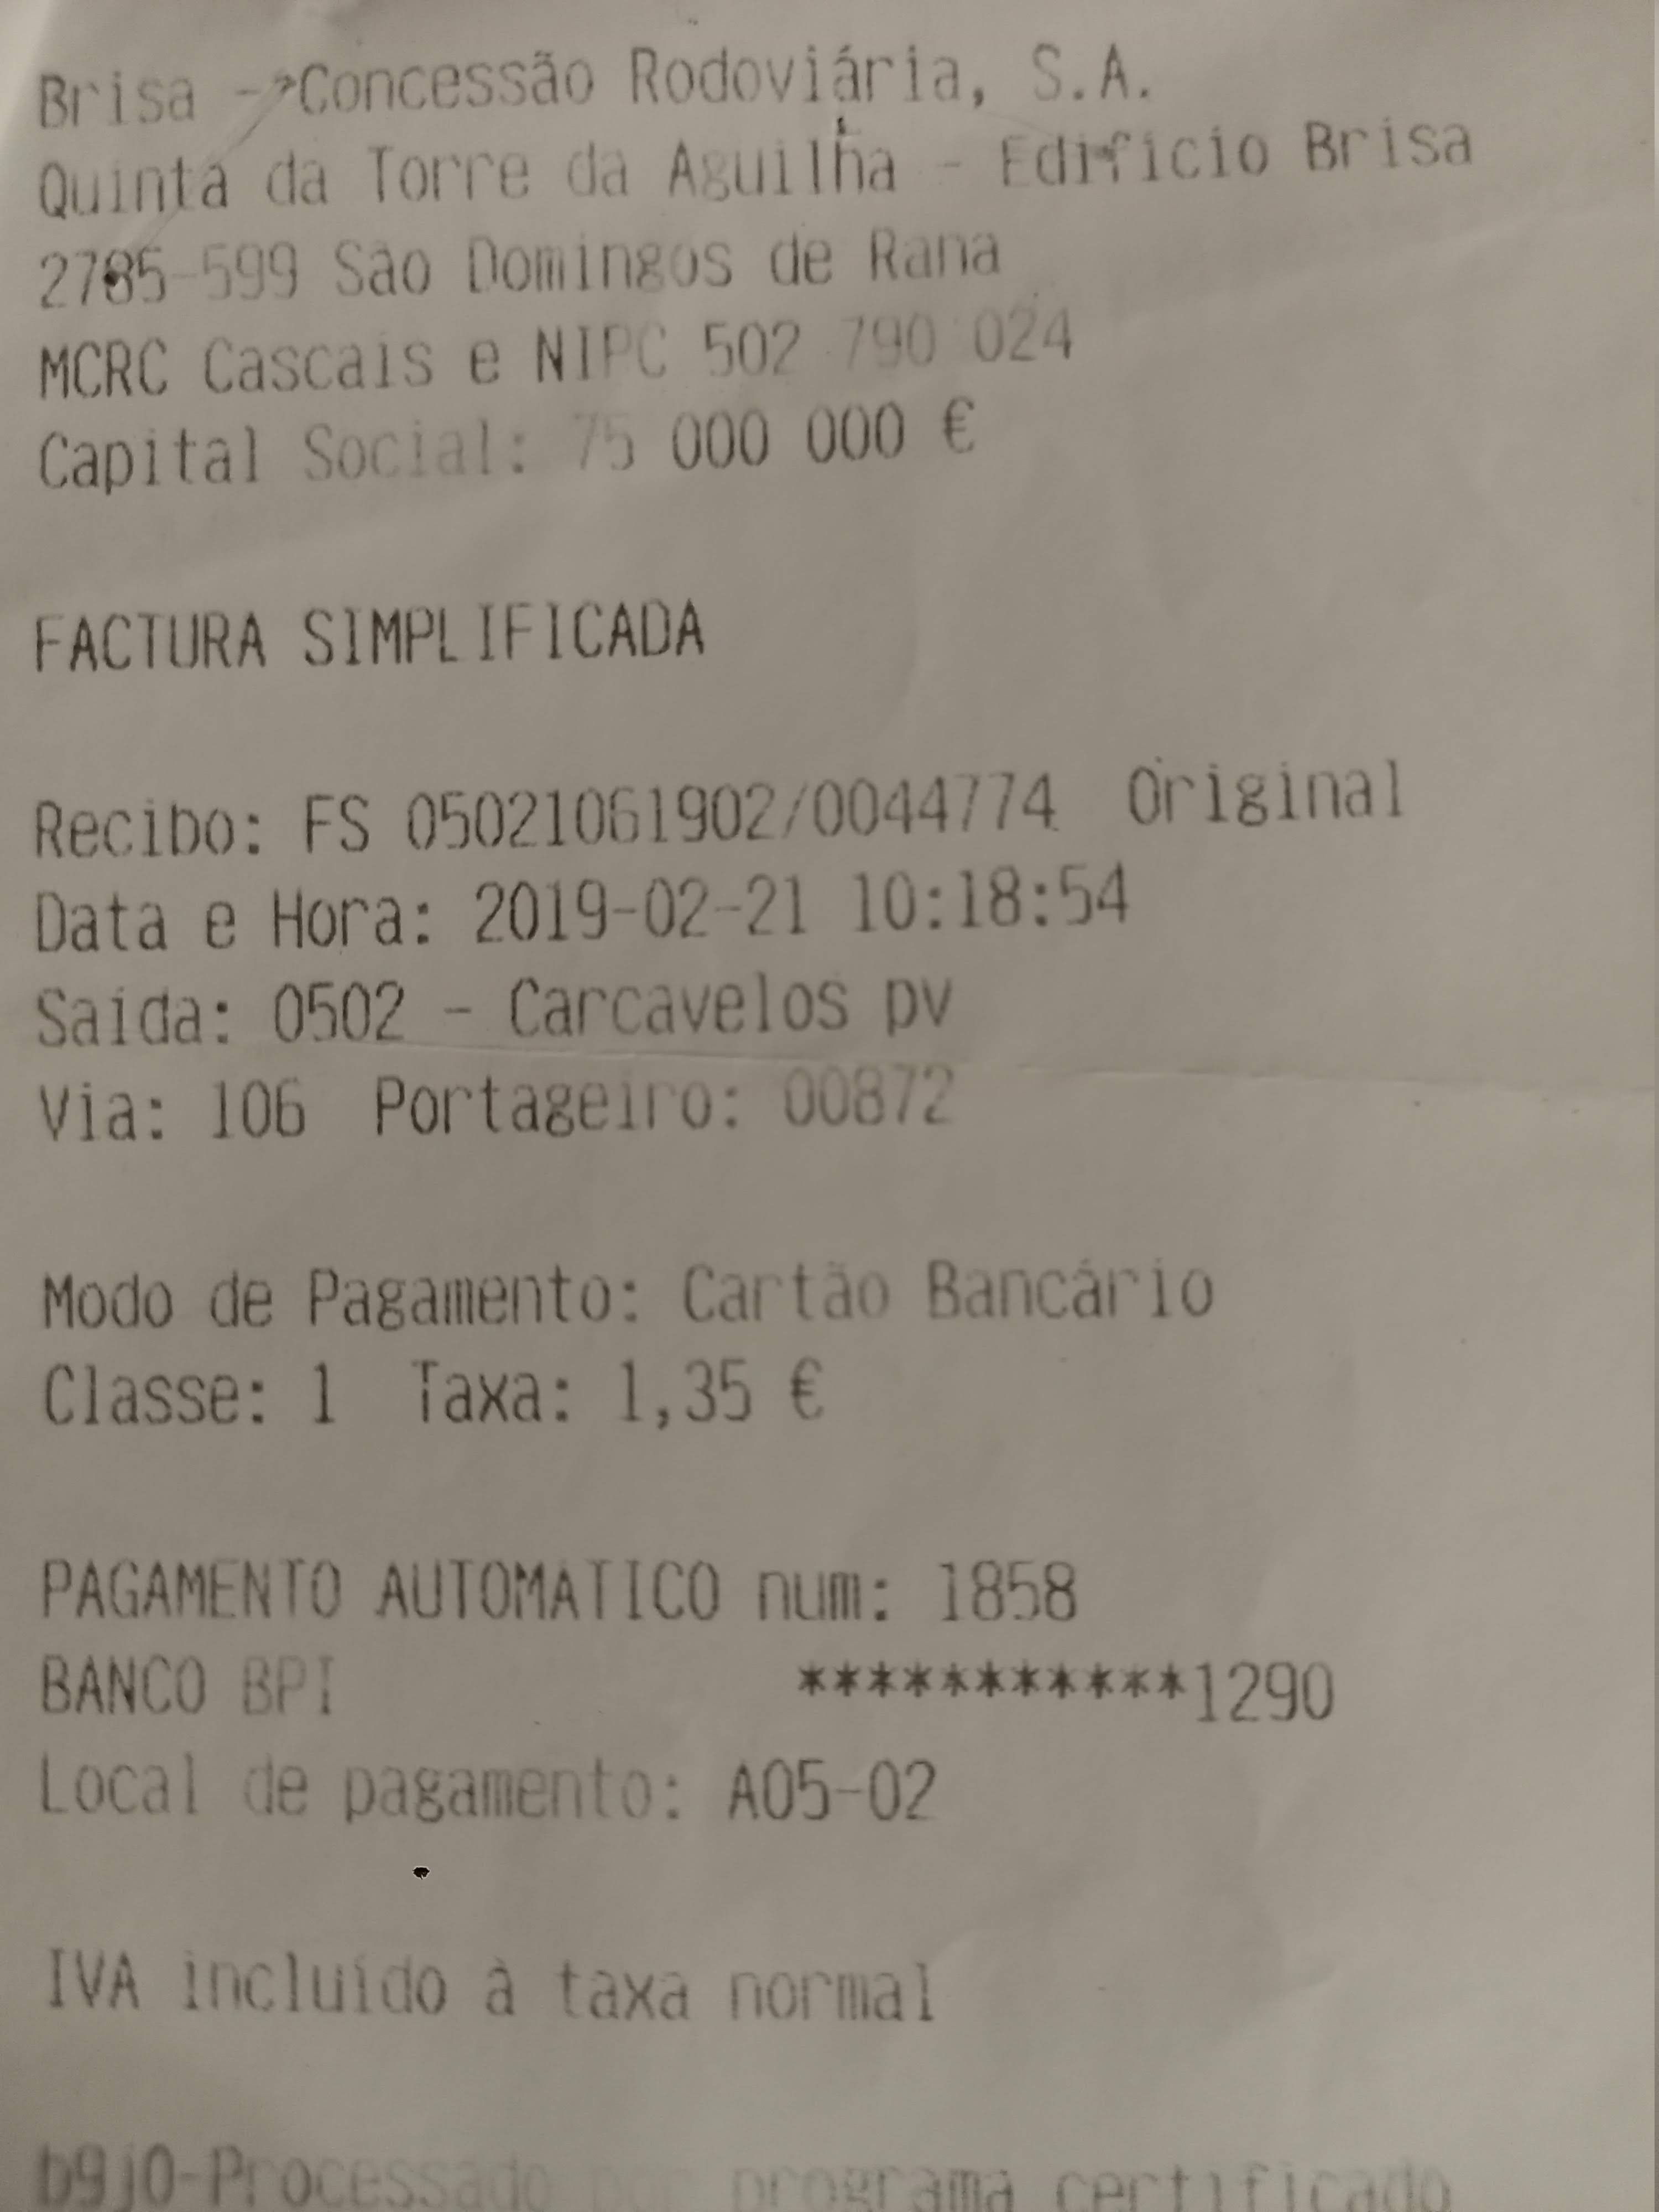 Brisa - Concessão Rodoviária, S.A.
Quinta da Torre da Aguilha - Edifício Brisa
2785-599 São Domingos de Rana
MCRC Cascais e NIPC 502 790 024
Capital Social: 75 000 000 €
FACTURA SIMPLIFICADA
Recibo: FS 05021061902/0044774 Original
Data e Hora: 2019-02-21 10:18:54
Saída: 0502 - Carcavelos pv
Via: 106 Portageiro: 00872
Modo de Pagamento: Cartão Bancário
Classe: 1 Taxa: 1,35 €
PAGAMENTO AUTOMATICO num: 1858
BANCO BPI ***********1290
Local de pagamento: A05-02
IVA incluído à taxa normal
b9j0-Processado por programa certificado